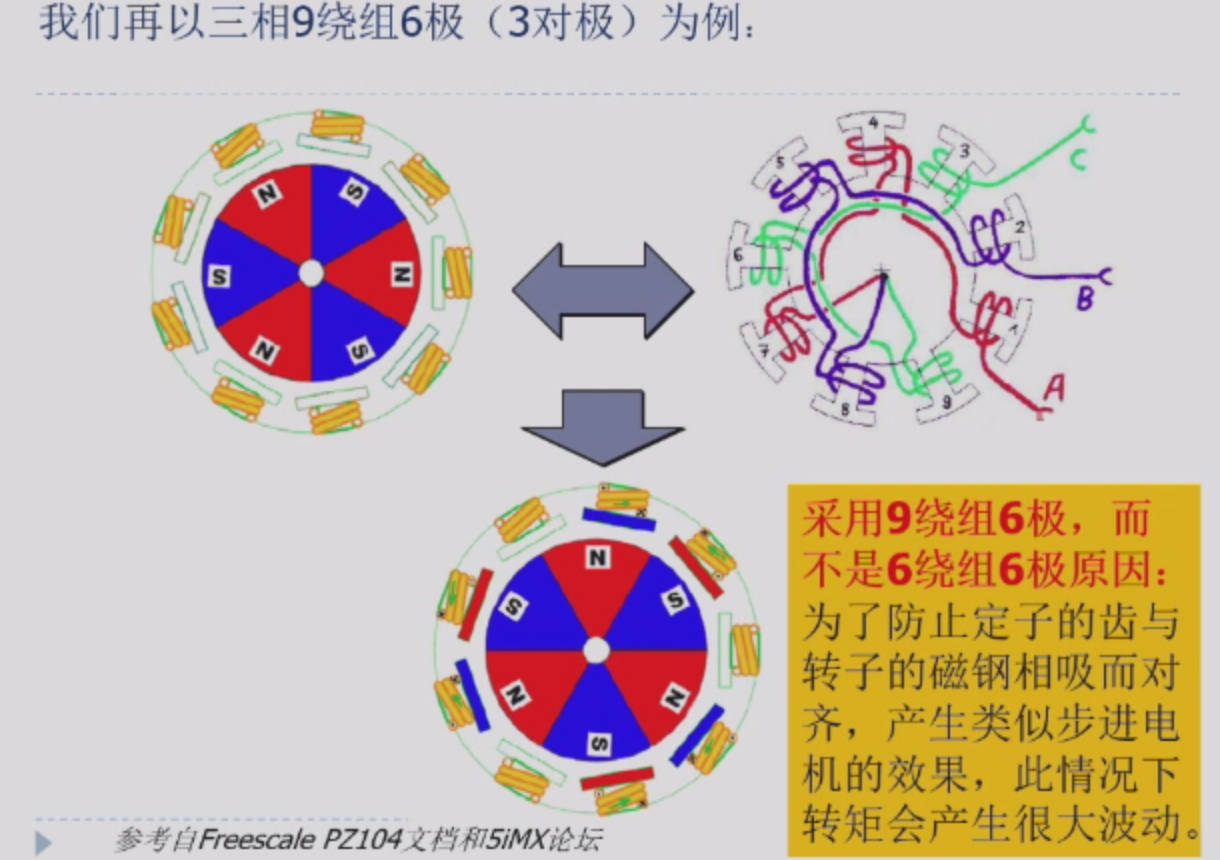 我们再以三相9绕组6极（3对极）为例：
N
S
S
N
N
S
4
3
5
C
2
6
B
1
7
A
8
9
N
S
S
N
N
S
采用9绕组6极，而
不是6绕组6极原因：
为了防止定子的齿与
转子的磁钢相吸而对
齐，产生类似步进电
机的效果，此情况下
转矩会产生很大波动。
参考自Freescale PZ104文档和5iMX论坛